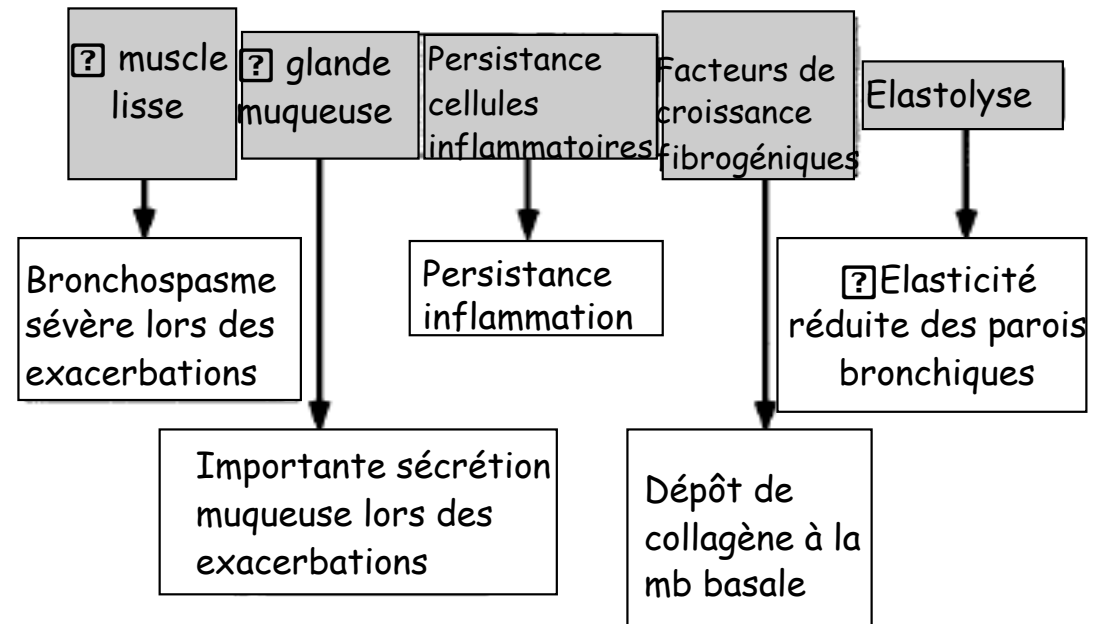 ⍰ muscle
lisse
⍰ glande
muqueuse
Persistance
cellules
inflammatoires
Facteurs de
croissance
fibrogéniques
Elastolyse
Bronchospasme
sévère lors des
exacerbations
Persistance
inflammation
⍰Elasticité
réduite des parois
bronchiques
Importante sécrétion
muqueuse lors des
exacerbations
Dépôt de
collagène à la
mb basale